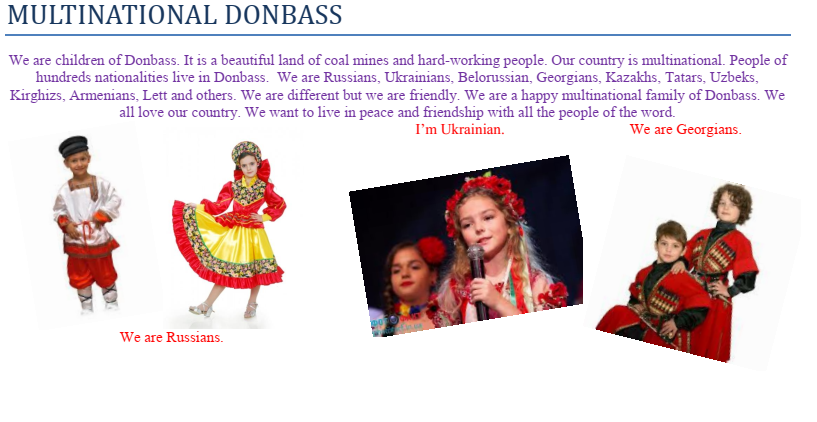 MULTINATIONAL DONBASS
We are children of Donbass. It is a beautiful land of coal mines and hard-working people. Our country is multinational. People of
hundreds nationalities live in Donbass.  We are Russians, Ukrainians, Belorussian, Georgians, Kazakhs, Tatars, Uzbeks,
Kirghizs, Armenians, Lett and others. We are different but we are friendly. We are a happy multinational family of Donbass. We
all love our country. We want to live in peace and friendship with all the people of the word.
I’m Ukrainian.
We are Georgians.
We are Russians.